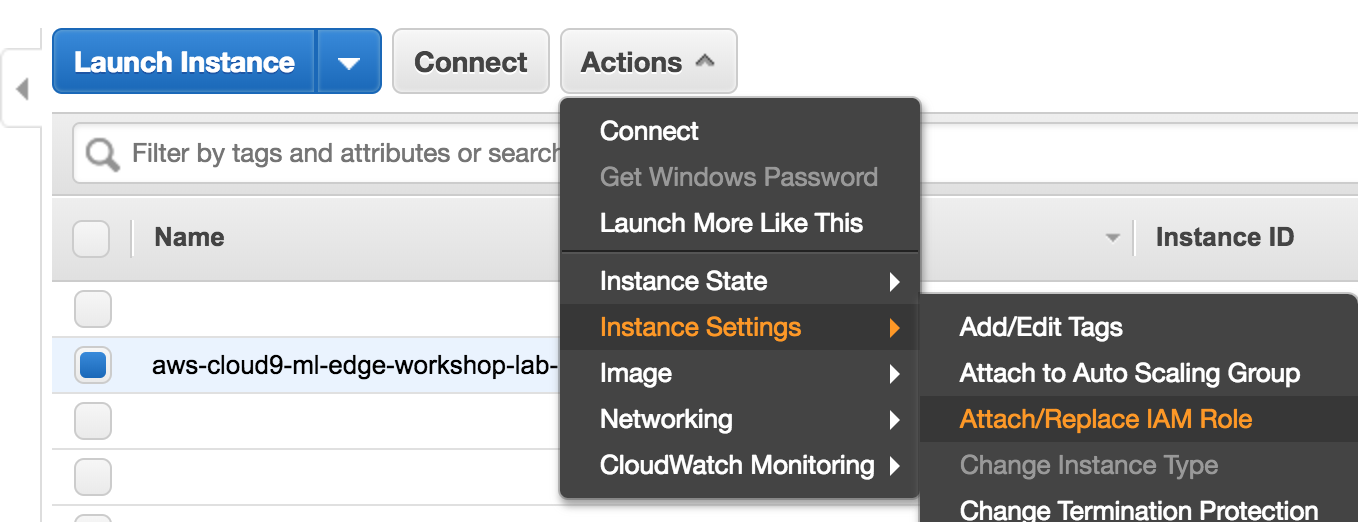 Launch Instance
Connect
Actions
Filter by tags and attributes or search
Connect
Get Windows Password
Launch More Like This
Name
Instance ID
Instance State
Instance Settings
Image
Networking
CloudWatch Monitoring
Add/Edit Tags
Attach to Auto Scaling Group
Attach/Replace IAM Role
Change Instance Type
Change Termination Protection
aws-cloud9-ml-edge-workshop-lab-